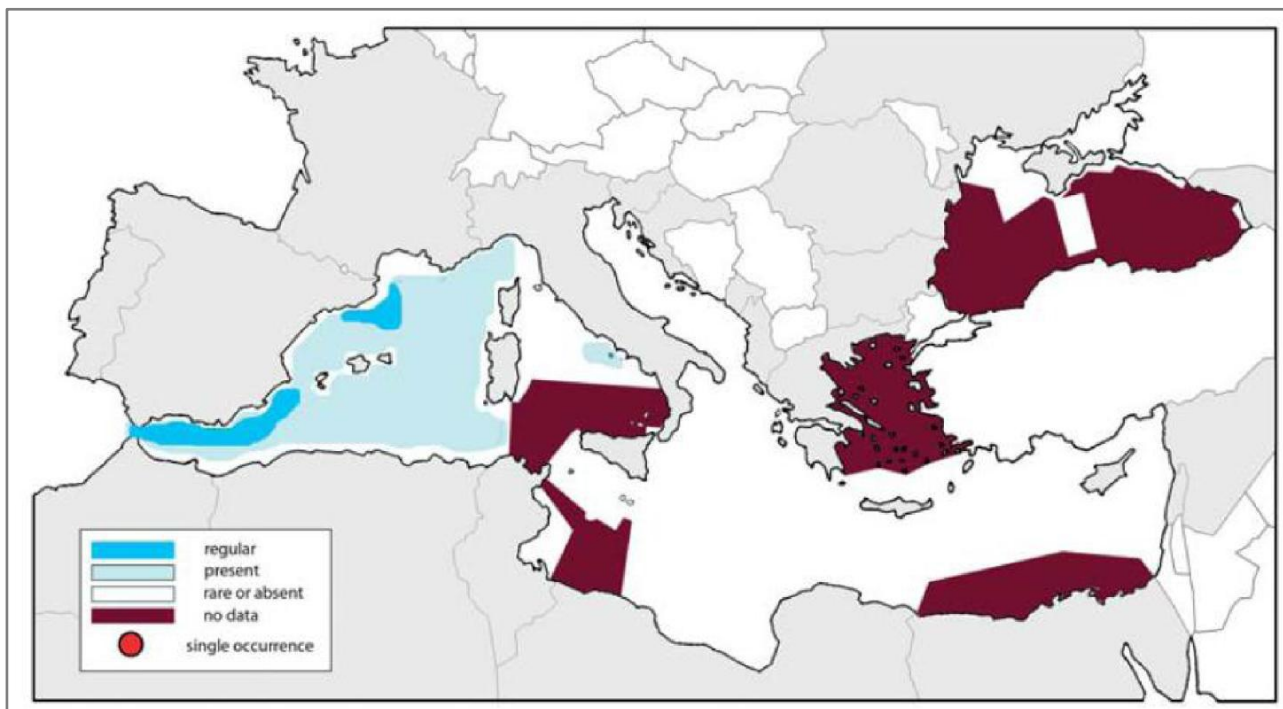 regular
present
rare or absent
no data
single occurrence